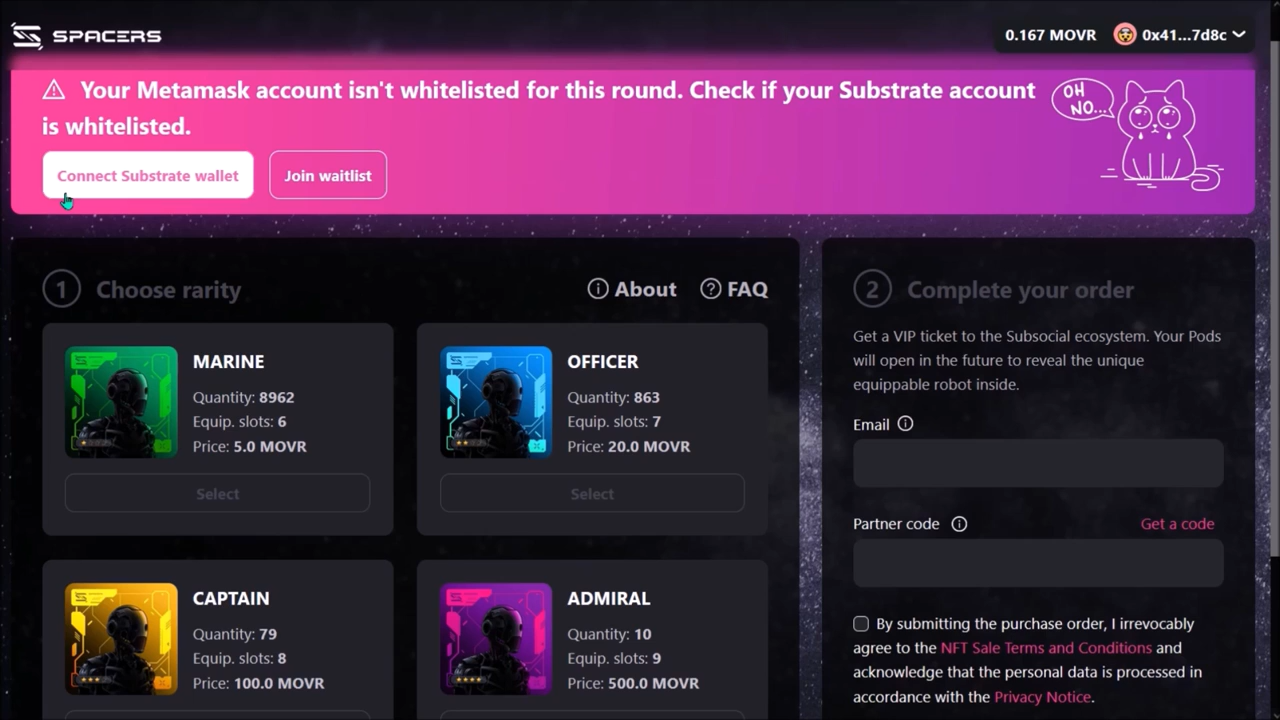 SPACERS
0.167 MOVR
0x41...7d8c
Your Metamask account isn't whitelisted for this round. Check if your Substrate account
is whitelisted.
OH
NO...
Connect Substrate wallet
Join waitlist
1 Choose rarity
About
FAQ
MARINE
Quantity: 8962
Equip. slots: 6
Price: 5.0 MOVR
Select
OFFICER
Quantity: 863
Equip. slots: 7
Price: 20.0 MOVR
Select
CAPTAIN
Quantity: 79
Equip. slots: 8
Price: 100.0 MOVR
ADMIRAL
Quantity: 10
Equip. slots: 9
Price: 500.0 MOVR
2 Complete your order
Get a VIP ticket to the Subsocial ecosystem. Your Pods
will open in the future to reveal the unique
equippable robot inside.
Email
Partner code
Get a code
By submitting the purchase order, I irrevocably
agree to the NFT Sale Terms and Conditions and
acknowledge that the personal data is processed in
accordance with the Privacy Notice.